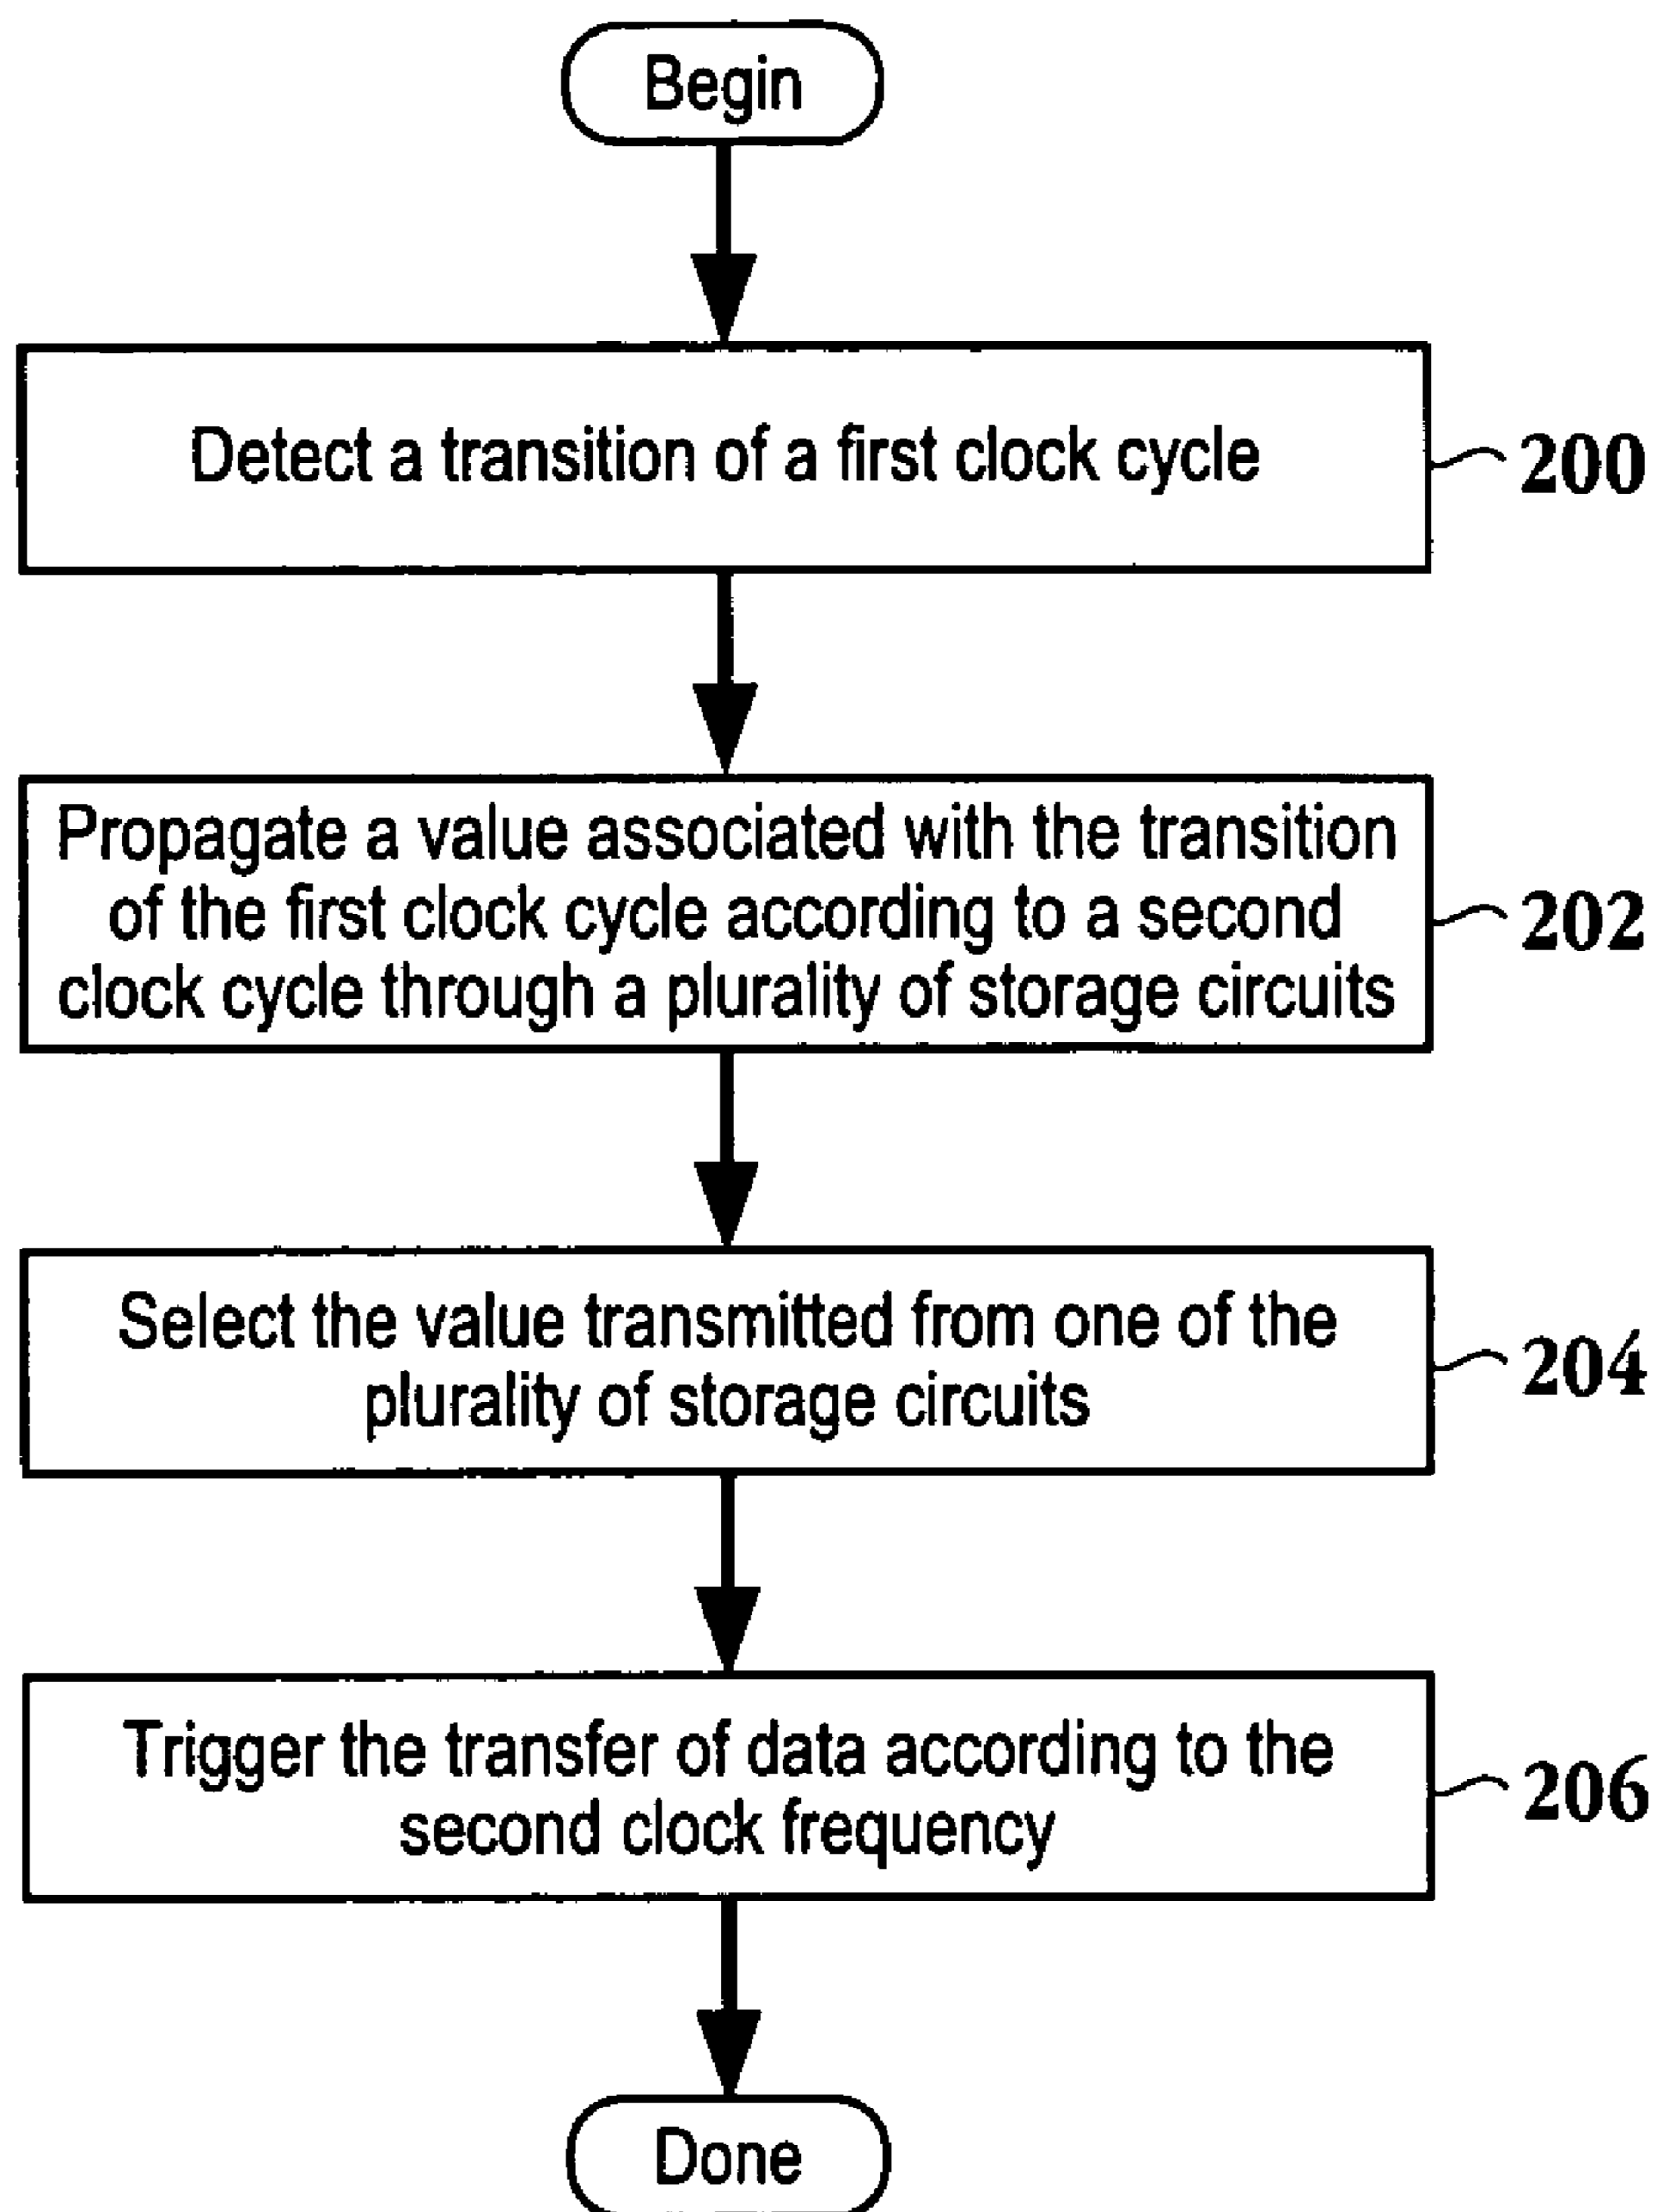 Begin
Detect a transition of a first clock cycle
200
Propagate a value associated with the transition
of the first clock cycle according to a second
clock cycle through a plurality of storage circuits
202
Select the value transmitted from one of the
plurality of storage circuits
204
Trigger the transfer of data according to the
second clock frequency
206
Done